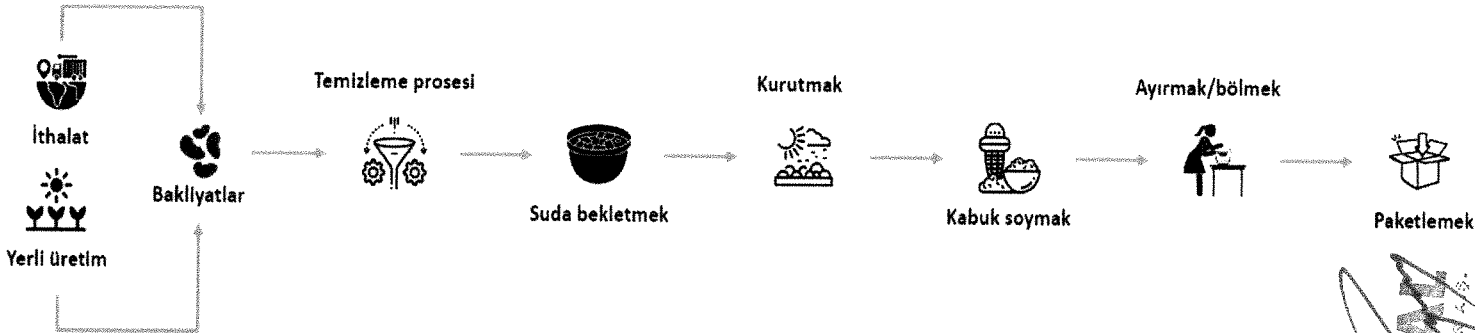 İthalat
Yerli üretim
Bakliyatlar
Temizleme prosesi
Suda bekletmek
Kurutmak
Kabuk soymak
Ayırmak/bölmek
Paketlemek